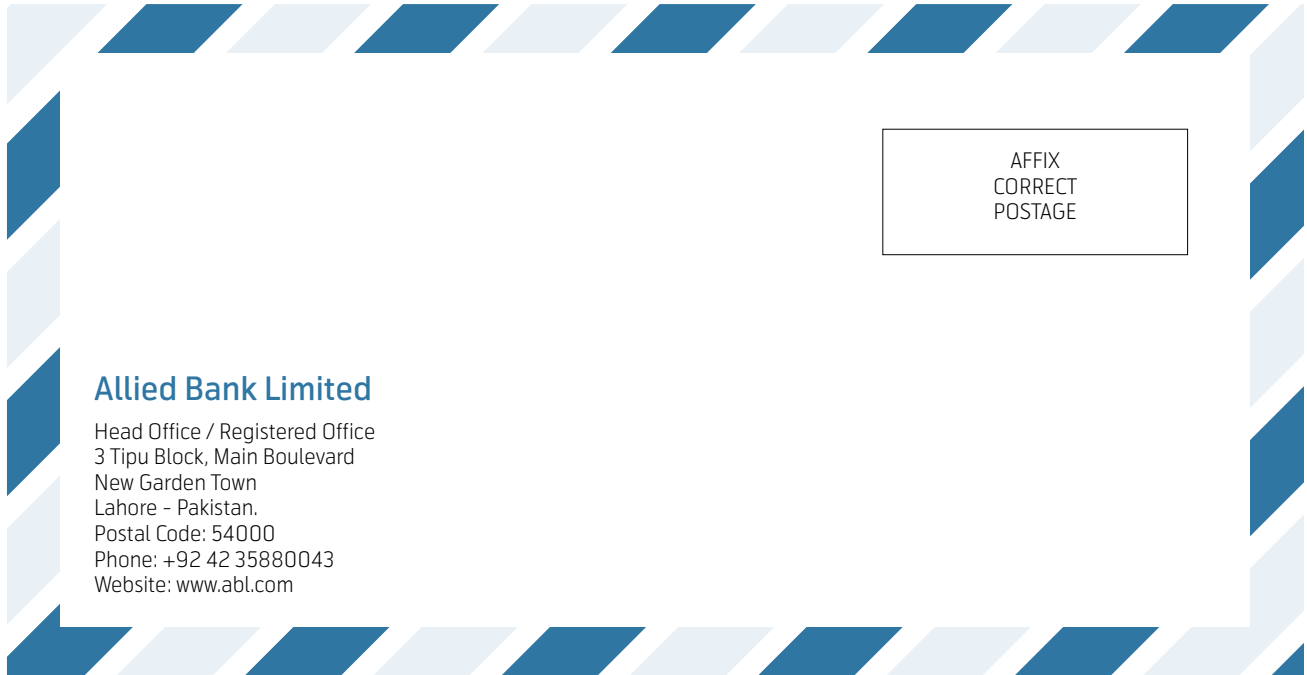 AFFIX
CORRECT
POSTAGE
Allied Bank Limited
Head Office / Registered Office
3 Tipu Block, Main Boulevard
New Garden Town
Lahore - Pakistan.
Postal Code: 54000
Phone: +92 42 35880043
Website: www.abl.com